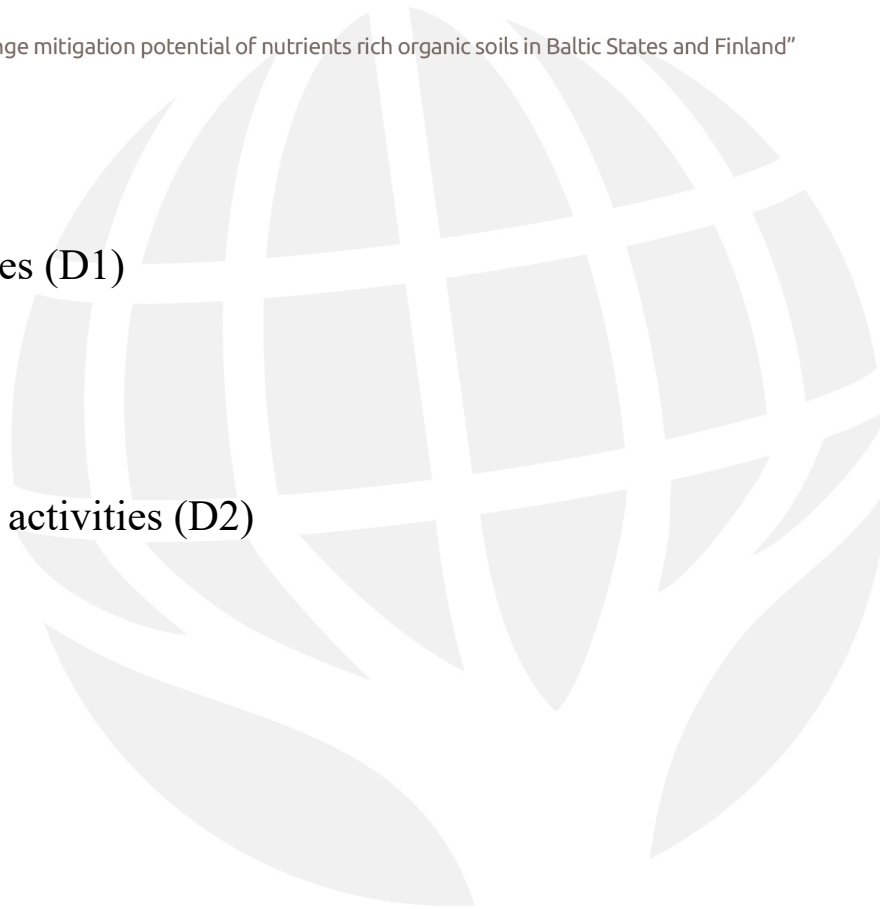 nge mitigation potential of nutrients rich organic soils in Baltic States and Finland”
es (D1)
activities (D2)